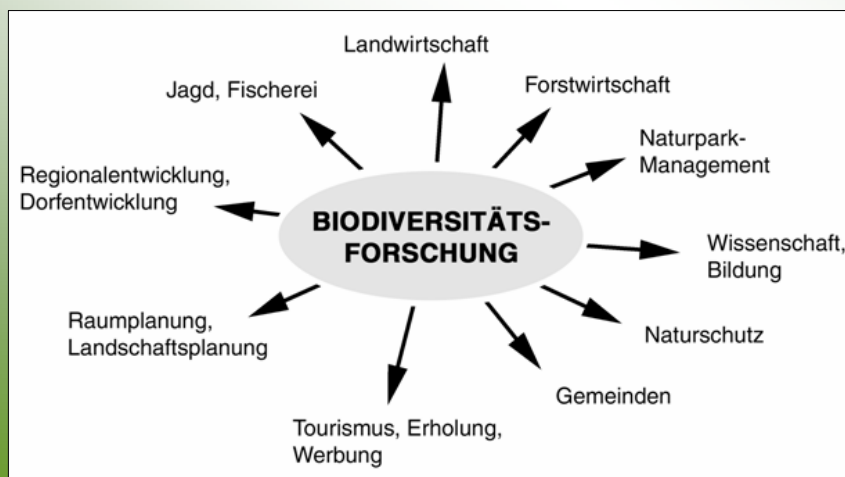 Landwirtschaft
Jagd, Fischerei
Forstwirtschaft
Naturpark-
Management
Regionalentwicklung,
Dorfentwicklung
BIODIVERSITÄTS-
FORSCHUNG
Wissenschaft,
Bildung
Raumplanung,
Landschaftsplanung
Naturschutz
Gemeinden
Tourismus, Erholung,
Werbung